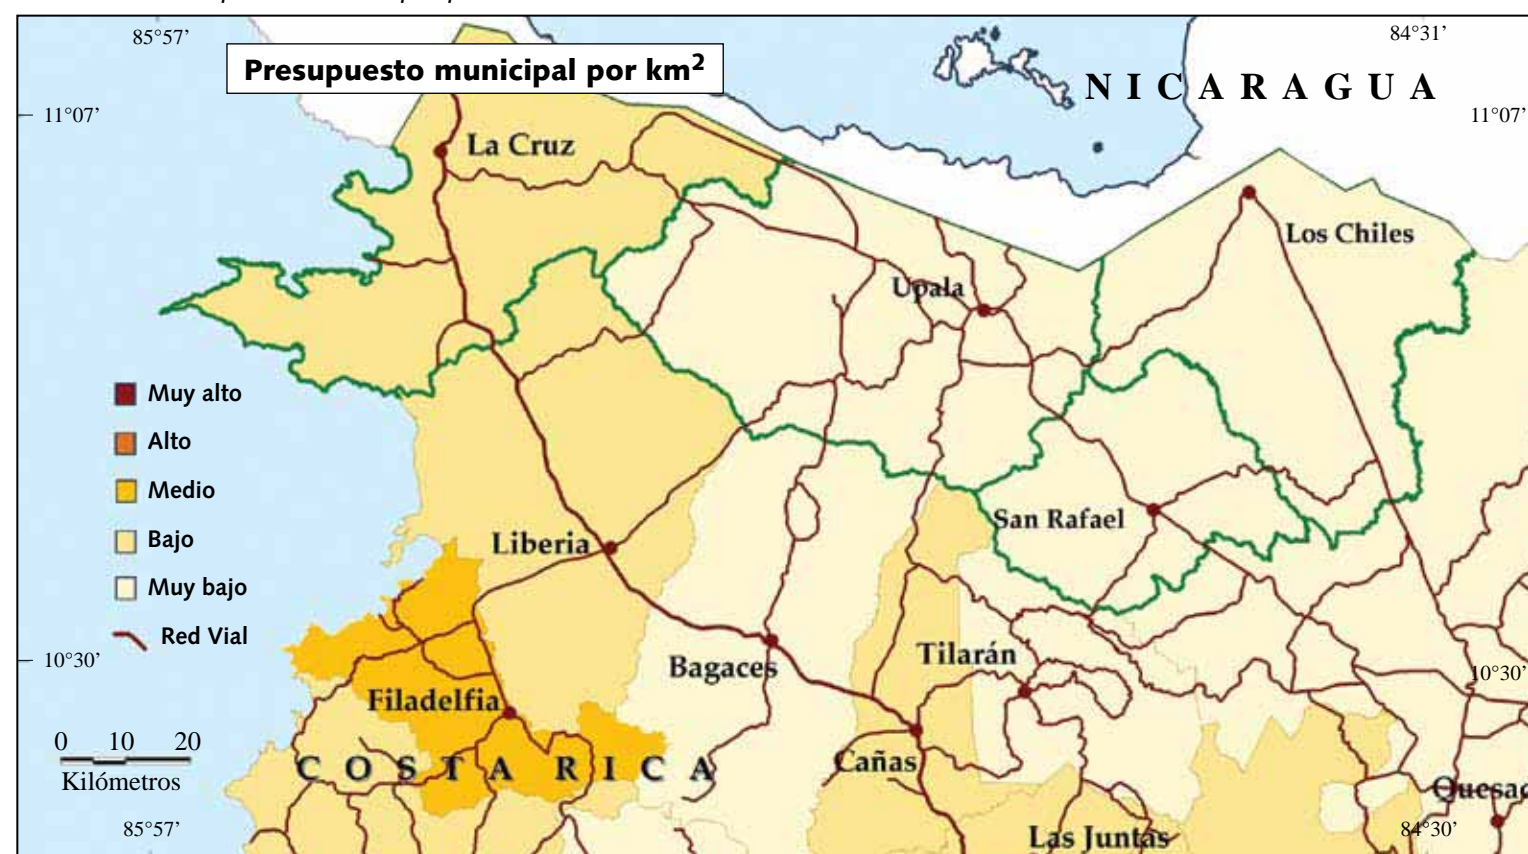 85°57’
84°31’
Presupuesto municipal por km2
NICARAGUA
11°07’
11°07’
La Cruz
Los Chiles
Upala
Muy alto
Alto
Medio
Bajo
Muy bajo
Red Vial
San Rafael
Liberia
Tilarán
Bagaces
10°30’
10°30’
Filadelfia
0 10 20
Kilómetros
COSTA RICA
Cañas
Quesad
85°57’
84°30’
Las Juntas